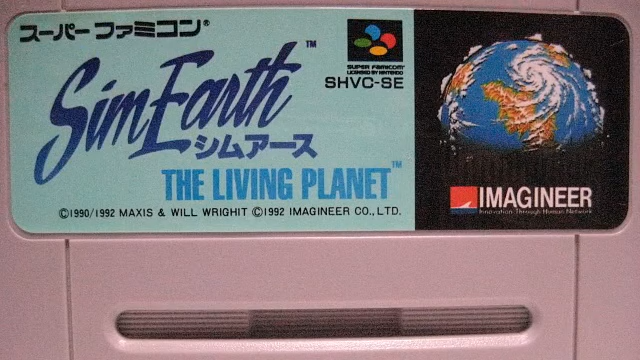 スーパーファミコン®
SimEarth™
シムアース
THE LIVING PLANET™
SUPER FAMICOM
LICENSED BY NINTENDO
SHVC-SE
©1990/1992 MAXIS & WILL WRIGHIT ©1992 IMAGINEER CO., LTD.
IMAGINEER
Innovation Through Human Network